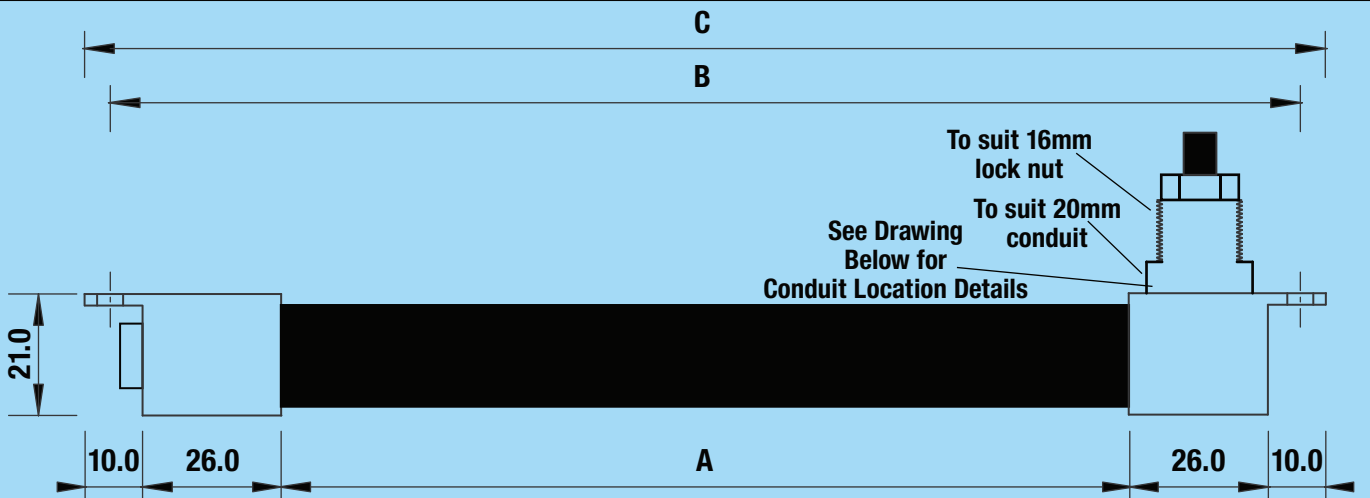 C
B
To suit 16mm
lock nut
To suit 20mm
conduit
See Drawing
Below for
Conduit Location Details
21.0
10.0
26.0
A
26.0
10.0